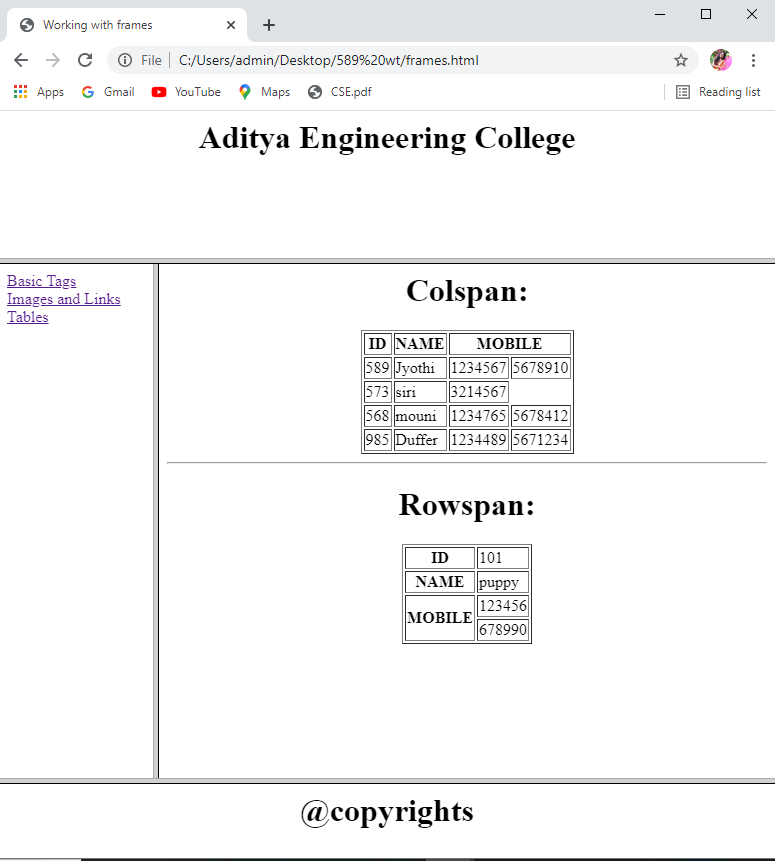 Working with frames
File C:/Users/admin/Desktop/589%20wt/frames.html
Apps Gmail YouTube Maps CSE.pdf Reading list
Aditya Engineering College
Basic Tags
Images and Links
Tables
Colspan:
ID NAME MOBILE
589 Jyothi 1234567 5678910
573 siri 3214567
568 mouni 1234765 5678412
985 Duffer 1234489 5671234
Rowspan:
ID 101
NAME puppy
MOBILE 123456
678990
@copyrights